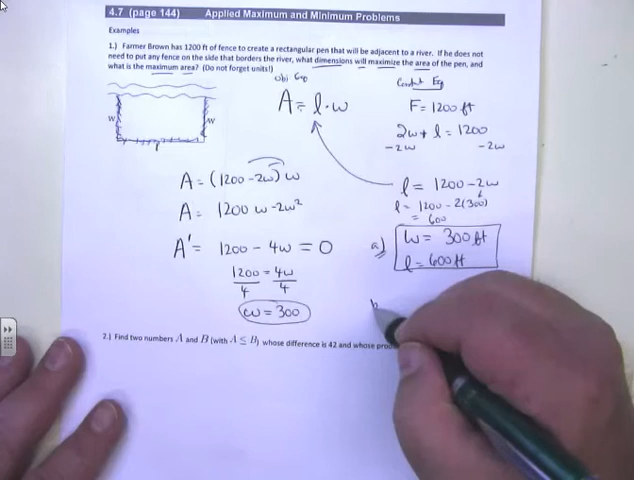 4.7 (page 144) Applied Maximum and Minimum Problems
Examples
1.) Farmer Brown has 1200 ft of fence to create a rectangular pen that will be adjacent to a river. If he does not
need to put any fence on the side that borders the river, what dimensions will maximize the area of the pen, and
what is the maximum area? (Do not forget units!)
A = l · w
F = 1200 ft
2w + l = 1200
-2w -2w
w w
l = 1200 - 2w
l = 1200 - 2(300)
= 600
A = (1200 - 2w) w
A = 1200 w - 2w²
A' = 1200 - 4w = 0
1200 = 4w
4 4
w = 300
a) w = 300 ft
l = 600 ft
2.) Find two numbers A and B (with A ≤ B) whose difference is 42 and whose